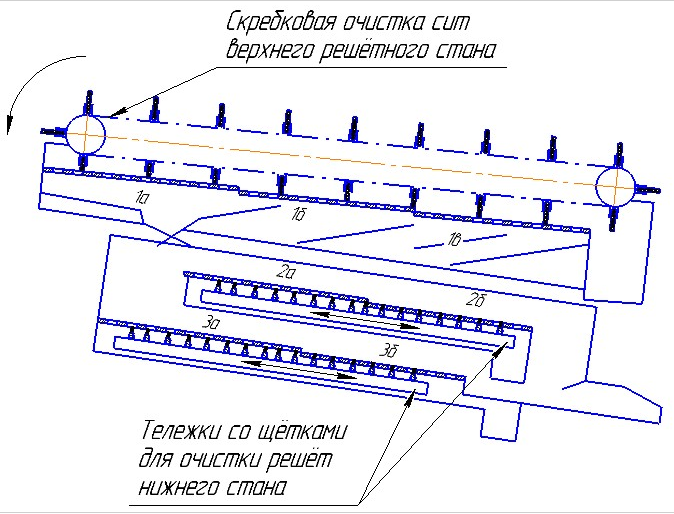 Скребковая очистка сит
верхнего решётного стана
1а
1б
1в
2а
2б
3а
3б
Тележки со щётками
для очистки решёт
нижнего стана